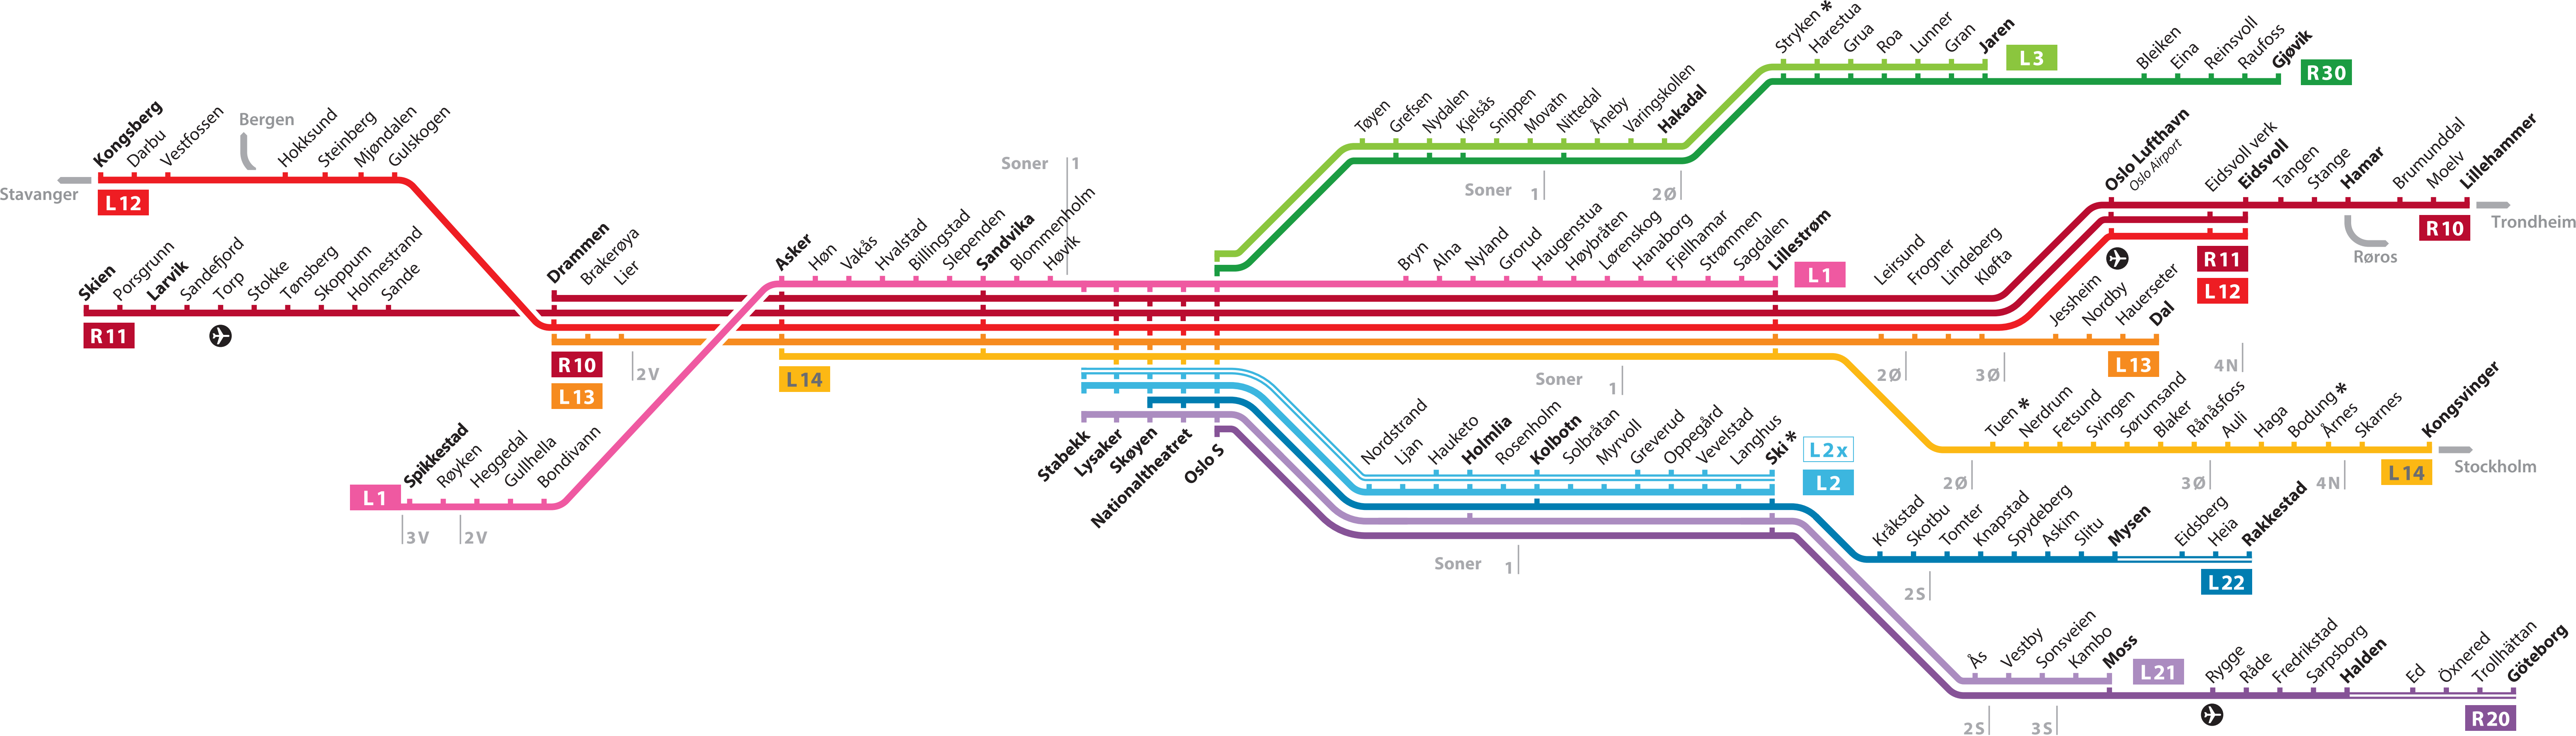 Stryken *
Harestua
Grua
Roa
Lunner
Gran
Jaren
L3
Bleiken
Eina
Reinsvoll
Raufoss
Gjøvik
R30
Tøyen
Grefsen
Nydalen
Kjelsås
Snippen
Movatn
Nittedal
Åneby
Varingskollen
Hakadal
Soner 1
2Ø
Kongsberg
Darbu
Vestfossen
Bergen
Hokksund
Steinberg
Mjøndalen
Gulskogen
Stavanger
L12
Soner 1
Oslo Lufthavn
Oslo Airport
Eidsvoll verk
Eidsvoll
Tangen
Stange
Hamar
Brumunddal
Moelv
Lillehammer
R10
Trondheim
Røros
R11
L12
Skien
Porsgrunn
Larvik
Sandefjord
Torp
Stokke
Tønsberg
Skoppum
Holmestrand
Sande
R11
Drammen
Brakerøya
Lier
R10
L13
2V
Asker
Høn
Vakås
Hvalstad
Billingstad
Slependen
Sandvika
Blommenholm
Høvik
L14
Bryn
Alna
Nyland
Grorud
Haugenstua
Høybråten
Lørenskog
Hanaborg
Fjellhamar
Strømmen
Sagdalen
Lillestrøm
L1
Leirsund
Frogner
Lindeberg
Kløfta
Jessheim
Nordby
Hauerseter
Dal
L13
2Ø
3Ø
4N
Soner 1
Spikkestad
Røyken
Heggedal
Gullhella
Bondivann
L1
3V
2V
Stabekk
Lysaker
Skøyen
Nationaltheatret
Oslo S
Nordstrand
Ljan
Hauketo
Holmlia
Rosenholm
Kolbotn
Solbråtan
Myrvoll
Greverud
Oppegård
Vevelstad
Langhus
Ski *
L2x
L2
Soner 1
Tuen *
Nerdrum
Fetsund
Svingen
Sørumsand
Blaker
Rånåsfoss
Auli
Haga
Bodung *
Årnes
Skarnes
Kongsvinger
L14
Stockholm
2Ø
3Ø
4N
Kråkstad
Skotbu
Tomter
Knapstad
Spydeberg
Askim
Slitu
Mysen
Eidsberg
Heia
Rakkestad
L22
2S
Ås
Vestby
Sonsveien
Kambo
Moss
L21
Rygge
Råde
Fredrikstad
Sarpsborg
Halden
Ed
Öxnered
Trollhättan
Göteborg
R20
2S
3S